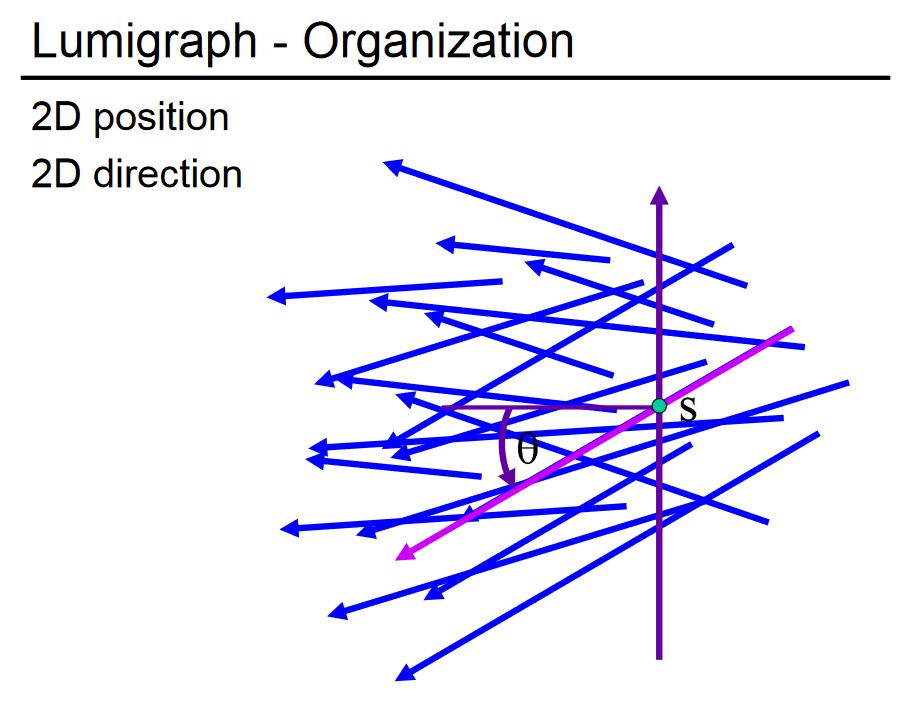 Lumigraph - Organization
2D position
2D direction
s
θ